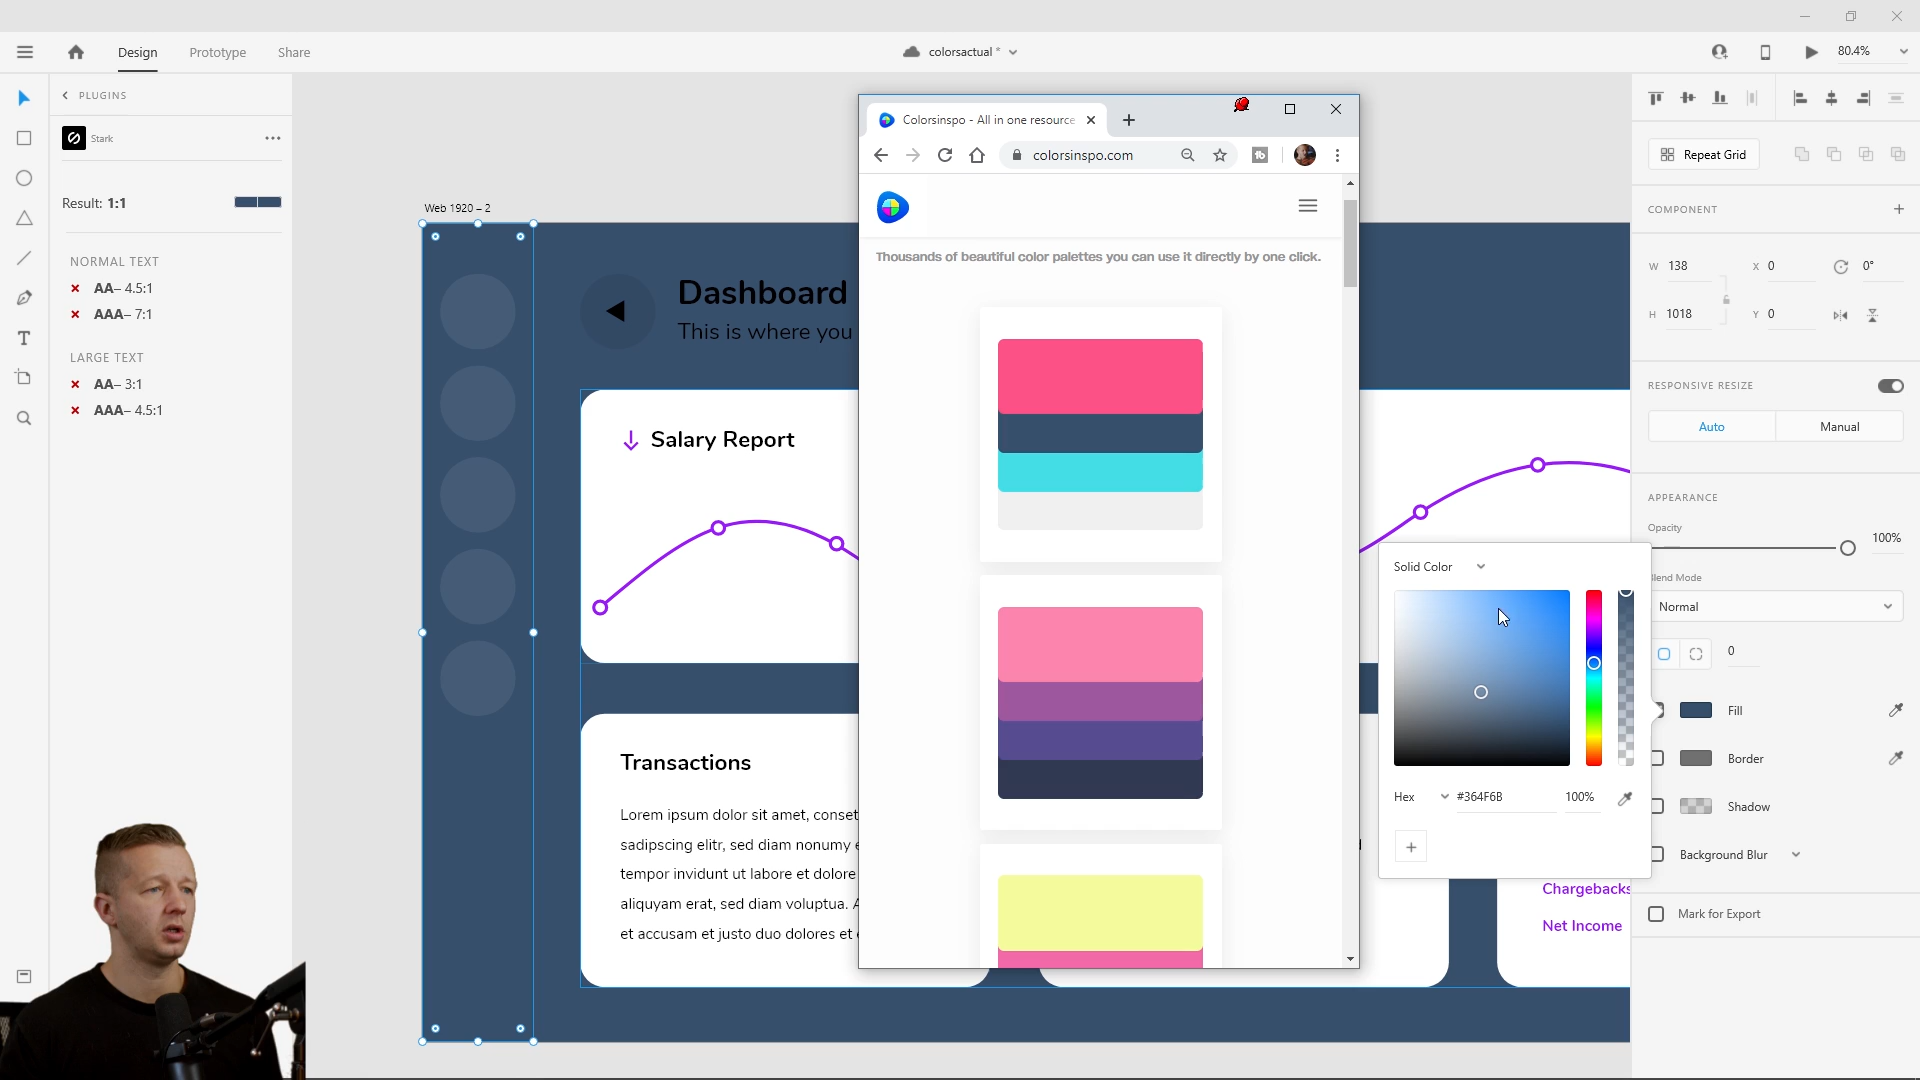 Design
Prototype
Share
colorsactual *
80.4%
PLUGINS
Stark
Result: 1:1
NORMAL TEXT
AA– 4.5:1
AAA– 7:1
LARGE TEXT
AA– 3:1
AAA– 4.5:1
Web 1920 – 2
Dashboard
This is where you
Salary Report
Transactions
Lorem ipsum dolor sit amet, conset
sadipscing elitr, sed diam nonumy e
tempor invidunt ut labore et dolore
aliquyam erat, sed diam voluptua. A
et accusam et justo duo dolores et
Colorsinspo - All in one resource
colorsinspo.com
Thousands of beautiful color palettes you can use it directly by one click.
Chargebacks
Net Income
Solid Color
Hex
#364F6B
100%
Repeat Grid
COMPONENT
W 138
X 0
0°
H 1018
Y 0
RESPONSIVE RESIZE
Auto
Manual
APPEARANCE
Opacity
100%
Blend Mode
Normal
0
Fill
Border
Shadow
Background Blur
Mark for Export